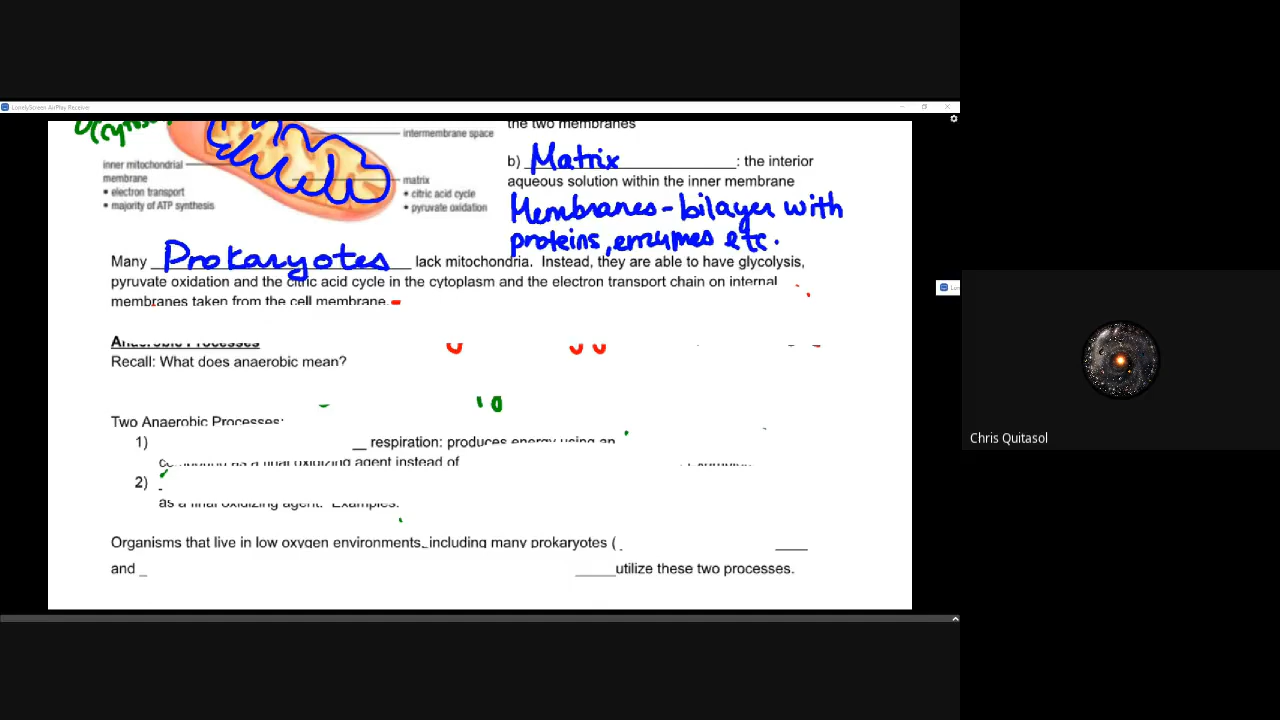 LonelyScreen AirPlay Receiver
intermembrane space
the two membranes
inner mitochondrial
membrane
• electron transport
• majority of ATP synthesis
matrix
• citric acid cycle
• pyruvate oxidation
b) Matrix : the interior
aqueous solution within the inner membrane
Membranes - bilayer with
proteins, enzymes etc.
Many Prokaryotes lack mitochondria. Instead, they are able to have glycolysis,
pyruvate oxidation and the citric acid cycle in the cytoplasm and the electron transport chain on internal
membranes taken from the cell membrane.
Anaerobic Processes
Recall: What does anaerobic mean?
Two Anaerobic Processes:
1) __ respiration: produces energy using an
compound as a final oxidizing agent instead of
2)
as a final oxidizing agent. Examples:
Organisms that live in low oxygen environments, including many prokaryotes ( ____
and _ _____utilize these two processes.
Chris Quitasol